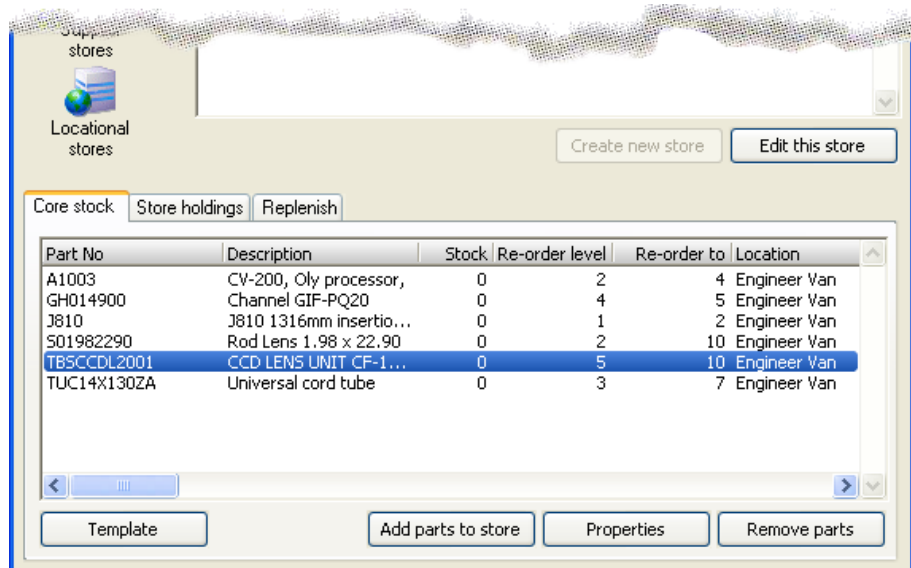 Support
stores
Locational
stores
Create new store Edit this store
Core stock Store holdings Replenish
Part No Description Stock Re-order level Re-order to Location
A1003 CV-200, Oly processor, 0 2 4 Engineer Van
GH014900 Channel GIF-PQ20 0 4 5 Engineer Van
J810 J810 1316mm insertio... 0 1 2 Engineer Van
S01982290 Rod Lens 1.98 x 22.90 0 2 10 Engineer Van
TBSCCDL2001 CCD LENS UNIT CF-1... 0 5 10 Engineer Van
TUC14X130ZA Universal cord tube 0 3 7 Engineer Van
Template Add parts to store Properties Remove parts